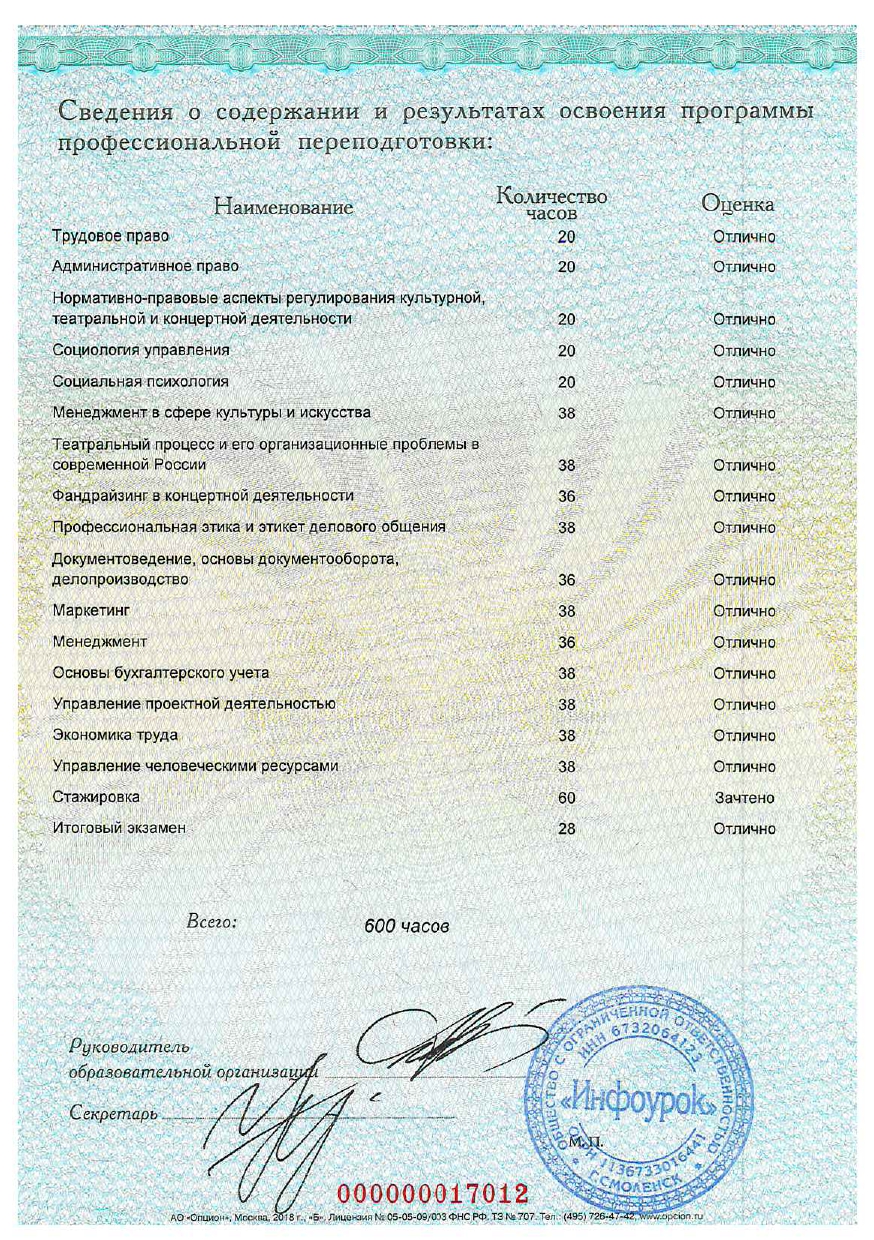 Сведения о содержании и результатах освоения программы
профессиональной переподготовки:
Наименование Количество часов Оценка
Трудовое право 20 Отлично
Административное право 20 Отлично
Нормативно-правовые аспекты регулирования культурной,
театральной и концертной деятельности 20 Отлично
Социология управления 20 Отлично
Социальная психология 20 Отлично
Менеджмент в сфере культуры и искусства 38 Отлично
Театральный процесс и его организационные проблемы в
современной России 38 Отлично
Фандрайзинг в концертной деятельности 36 Отлично
Профессиональная этика и этикет делового общения 38 Отлично
Документоведение, основы документооборота,
делопроизводство 36 Отлично
Маркетинг 38 Отлично
Менеджмент 36 Отлично
Основы бухгалтерского учета 38 Отлично
Управление проектной деятельностью 38 Отлично
Экономика труда 38 Отлично
Управление человеческими ресурсами 38 Отлично
Стажировка 60 Зачтено
Итоговый экзамен 28 Отлично
Всего: 600 часов
Руководитель
образовательной организации
Секретарь
ОБЩЕСТВО С ОГРАНИЧЕННОЙ ОТВЕТСТВЕННОСТЬЮ
ИНН 6732064123
«Инфоурок»
М.П.
ОГРН 1136733016441
Г.СМОЛЕНСК
000000017012
АО «Опцион», Москва, 2018 г., «Б», Лицензия № 05-05-09/003 ФНС РФ, ТЗ № 707. Тел.: (495) 726-47-42, www.opcion.ru